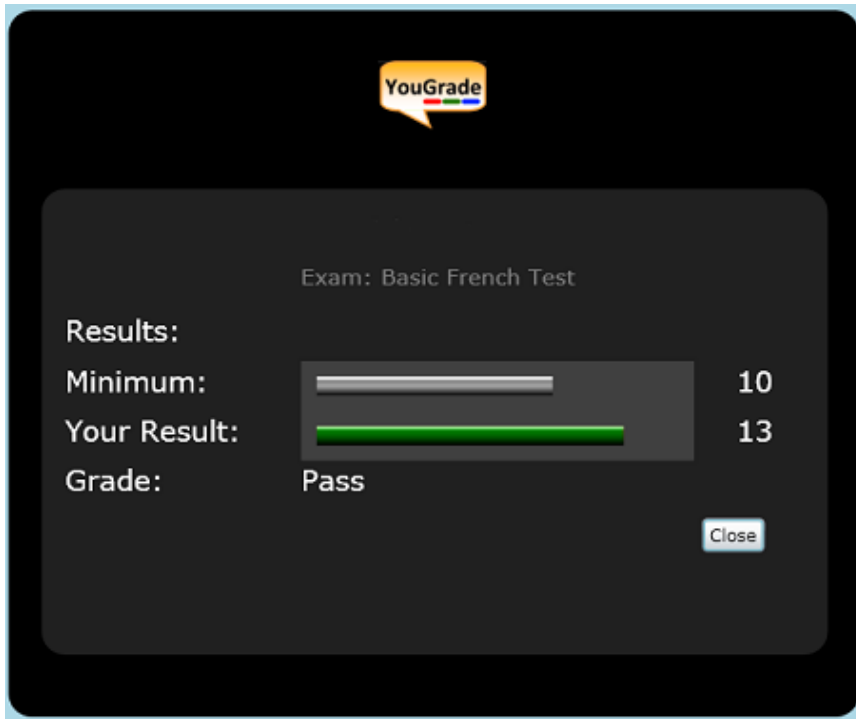 YouGrade
Exam: Basic French Test
Results:
Minimum: 10
Your Result: 13
Grade: Pass
Close